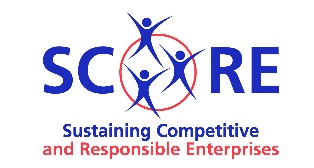 SCORE
Sustaining Competitive
and Responsible Enterprises